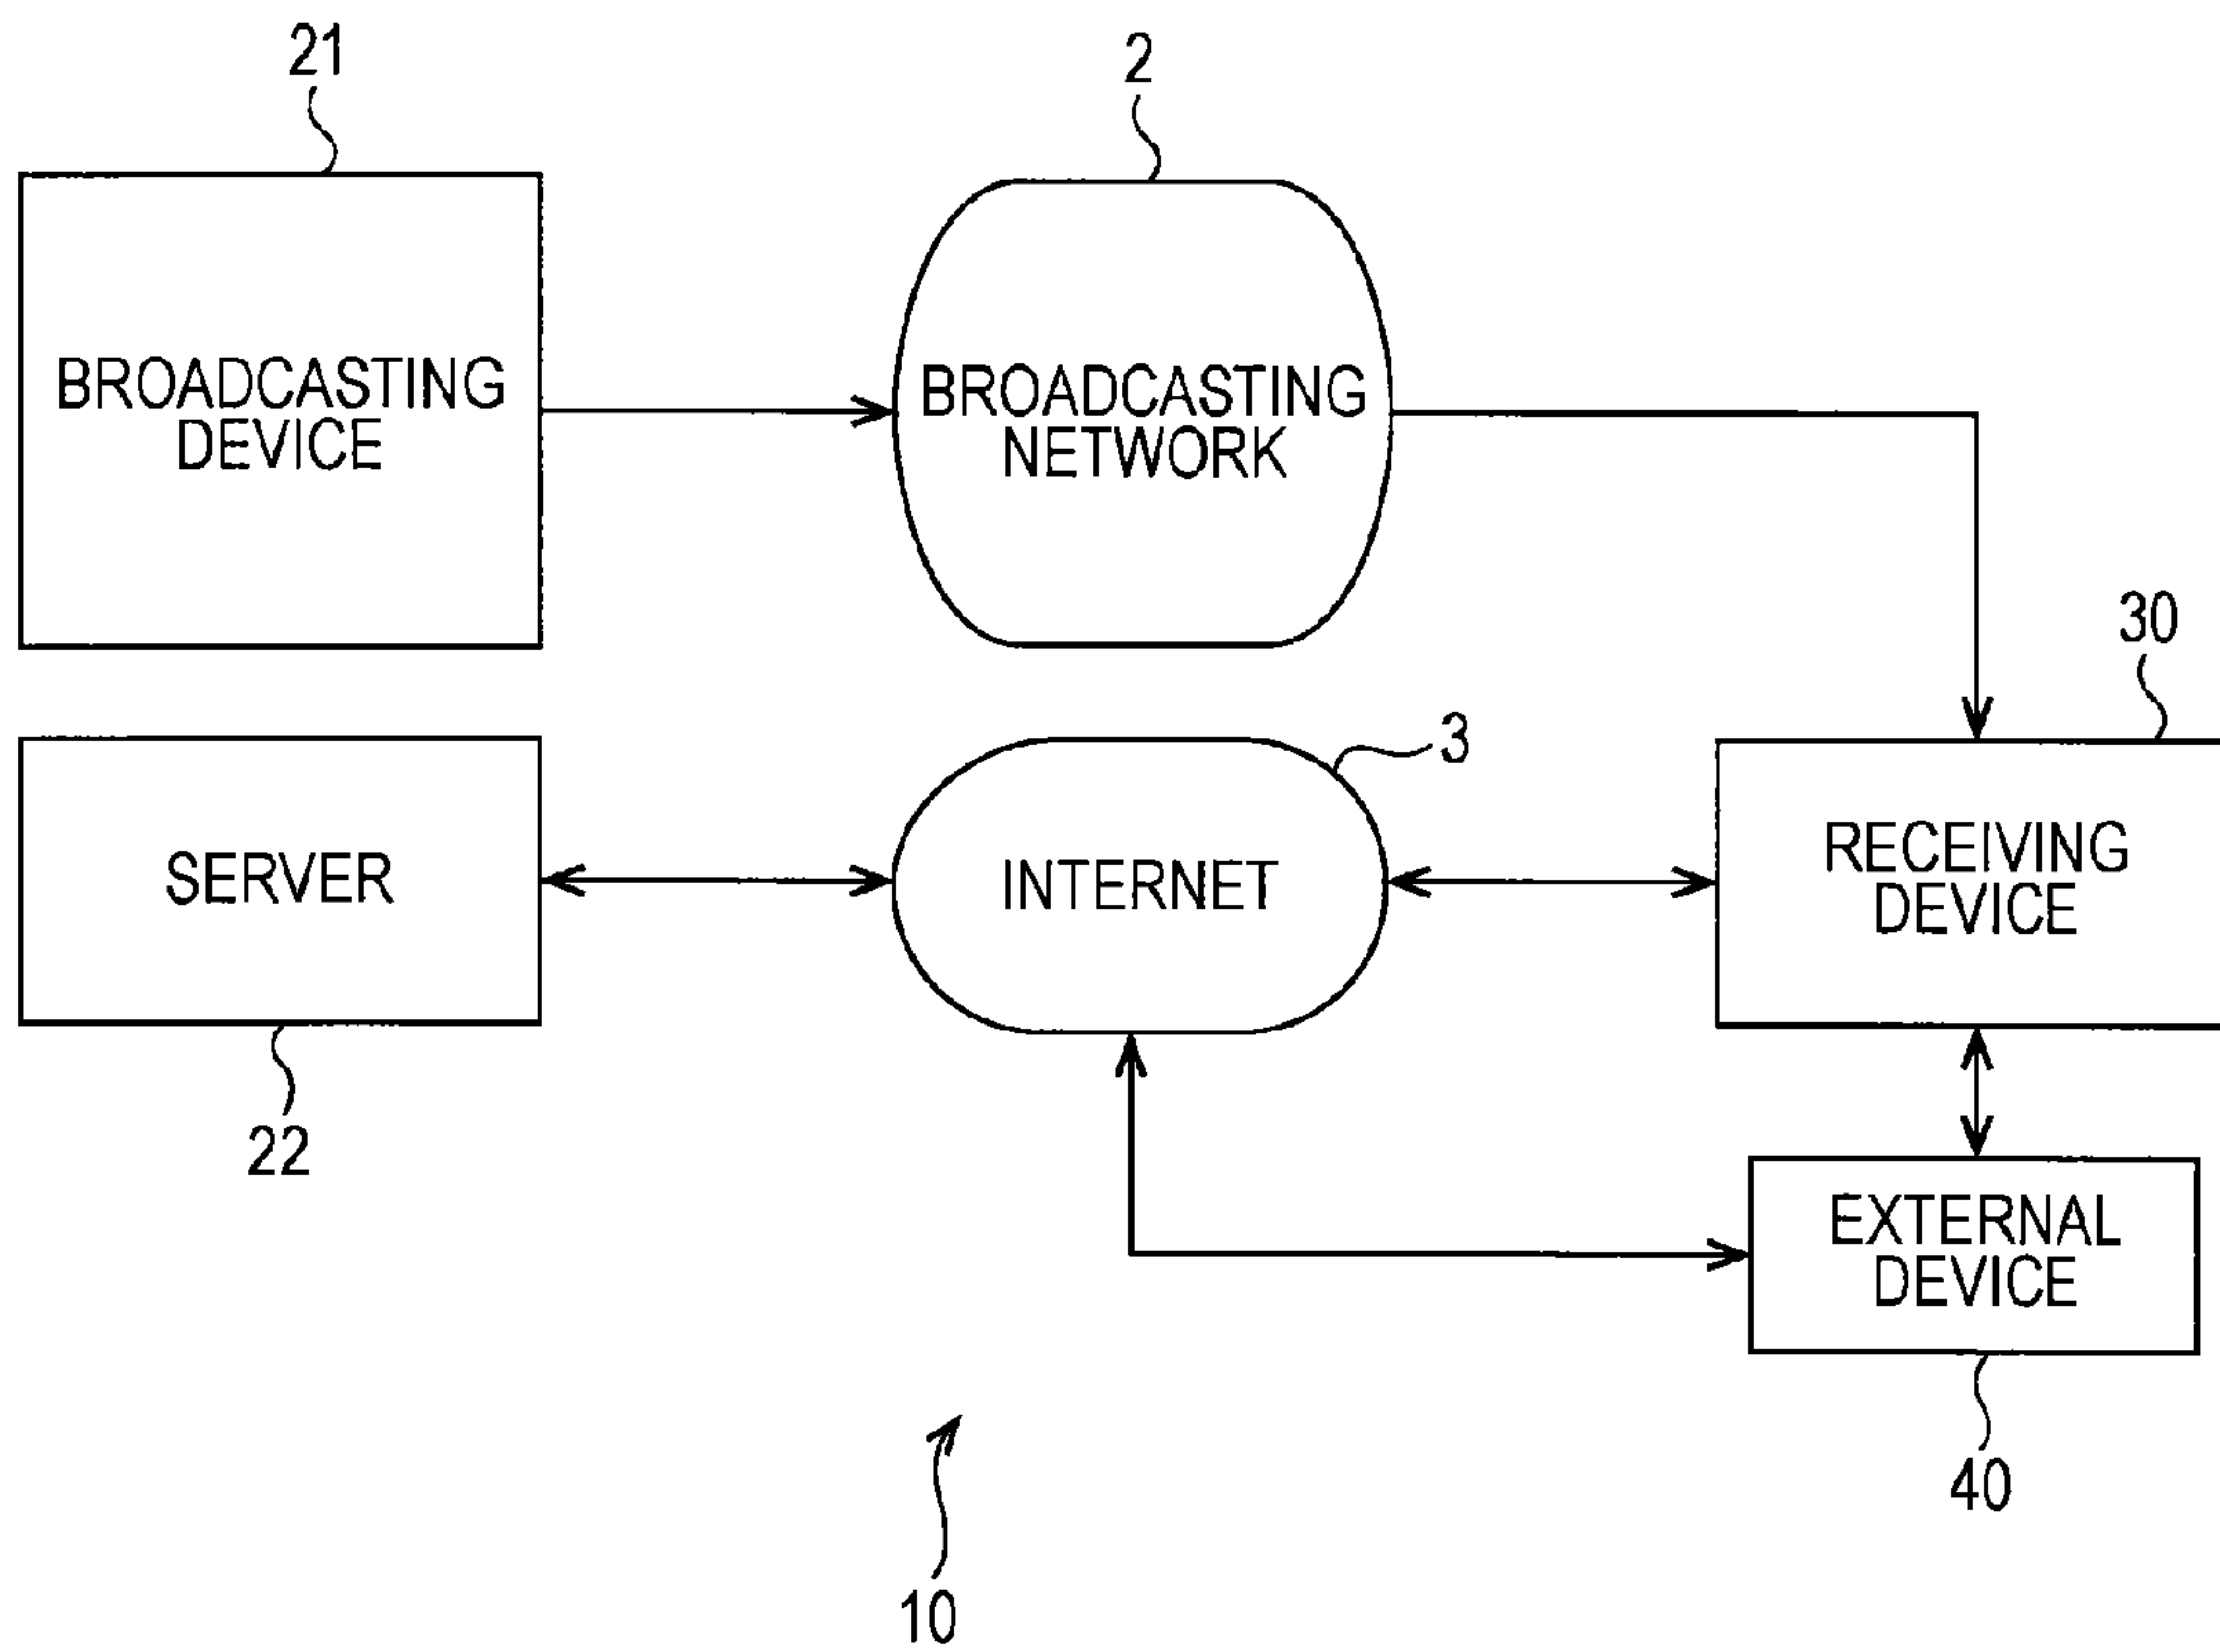 21
2
BROADCASTING
DEVICE
BROADCASTING
NETWORK
30
3
SERVER
INTERNET
RECEIVING
DEVICE
22
EXTERNAL
DEVICE
40
10